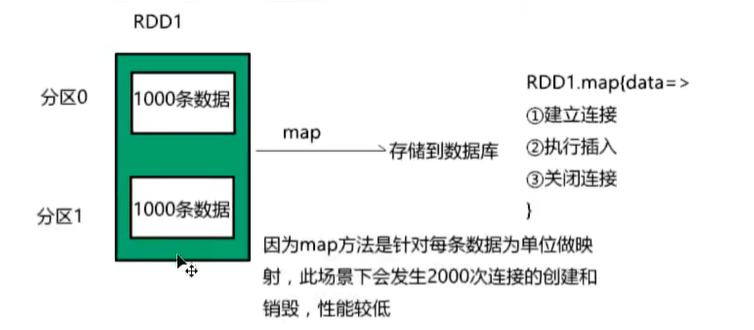 RDD1
分区0
1000条数据
分区1
1000条数据
map
存储到数据库
RDD1.map{data=>
①建立连接
②执行插入
③关闭连接
}
因为map方法是针对每条数据为单位做映
射，此场景下会发生2000次连接的创建和
销毁，性能较低